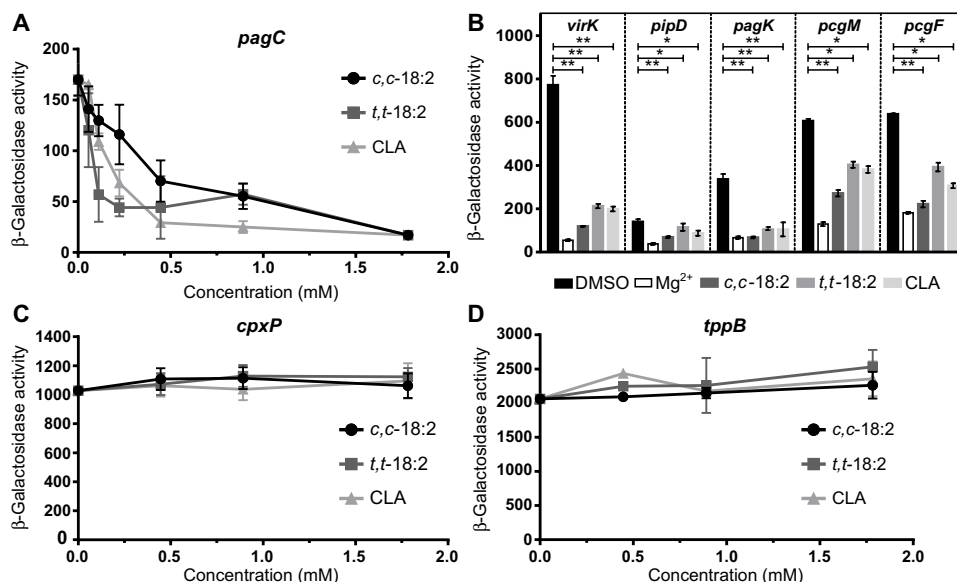 A
pagC
β-Galactosidase activity
200
150
100
50
0
0.0 0.5 1.0 1.5 2.0
Concentration (mM)
c,c-18:2
t,t-18:2
CLA
B
virK pipD pagK pcgM pcgF
β-Galactosidase activity
1000
800
600
400
200
0
** * ** * *
** * ** * *
** ** ** ** **
DMSO Mg2+ c,c-18:2 t,t-18:2 CLA
C
cpxP
β-Galactosidase activity
1400
1200
1000
800
600
400
200
0
0.0 0.5 1.0 1.5 2.0
Concentration (mM)
c,c-18:2
t,t-18:2
CLA
D
tppB
β-Galactosidase activity
3000
2500
2000
1500
1000
500
0
0.0 0.5 1.0 1.5 2.0
Concentration (mM)
c,c-18:2
t,t-18:2
CLA